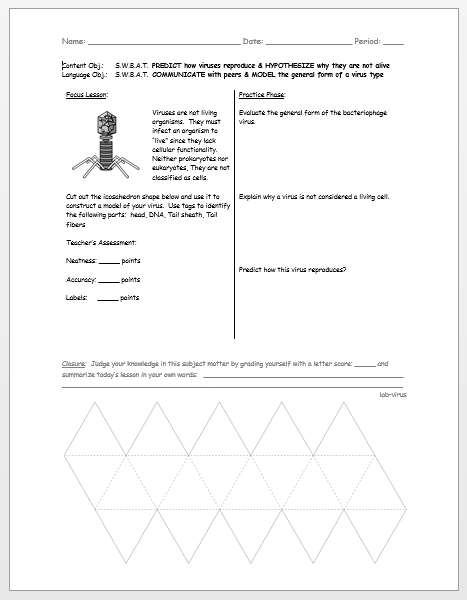 Name: ______________ Date: ______________ Period: _____
Content Obj.: S.W.B.A.T. PREDICT how viruses reproduce & HYPOTHESIZE why they are not alive
Language Obj.: S.W.B.A.T. COMMUNICATE with peers & MODEL the general form of a virus type
Focus Lesson:
Viruses are not living
organisms. They must
infect an organism to
"live" since they lack
cellular functionality.
Neither prokaryotes nor
eukaryotes, They are not
classified as cells.
Cut out the icosahedron shape below and use it to
construct a model of your virus. Use tags to identify
the following parts: head, DNA, Tail sheath, Tail
fibers
Teacher's Assessment:
Neatness: _____ points
Accuracy: _____ points
Labels: _____ points
Practice Phase:
Evaluate the general form of the bacteriophage
virus.
Explain why a virus is not considered a living cell.
Predict how this virus reproduces?
Closure: Judge your knowledge in this subject matter by grading yourself with a letter score: _____ and
summarize today's lesson in your own words: ______________
lab-virus